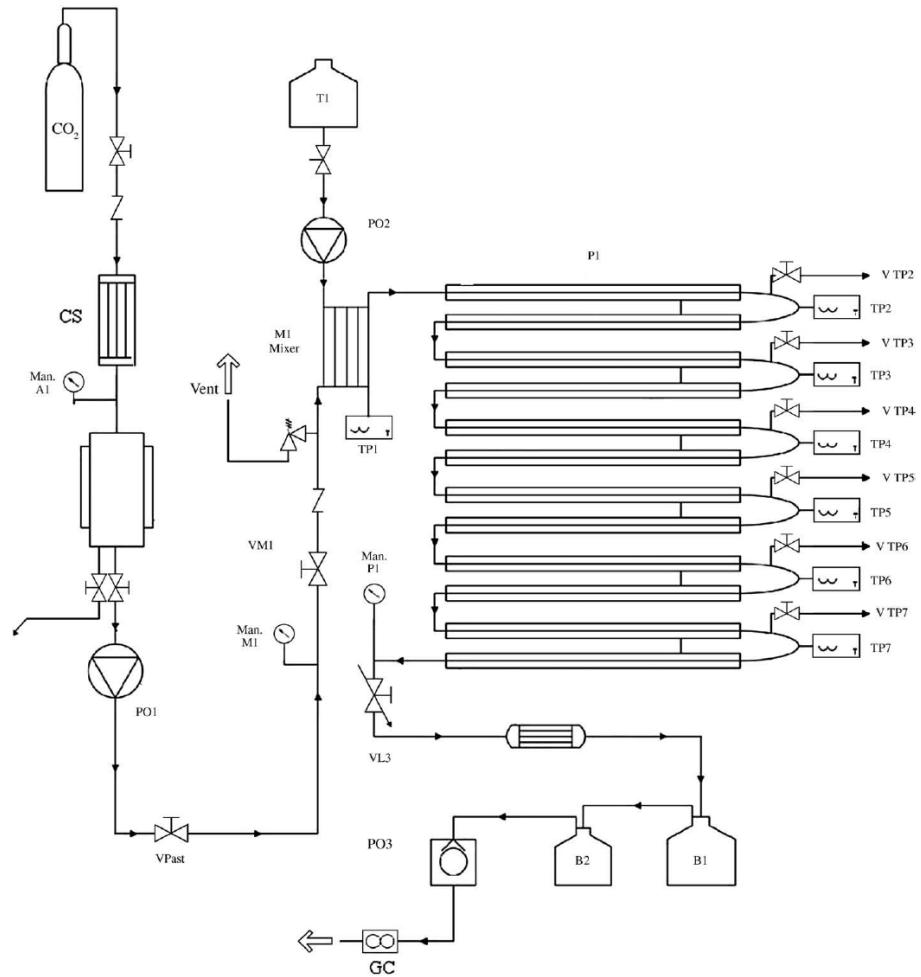 CO2
T1
PO2
P1
V TP2
TP2
CS
M1
Mixer
V TP3
TP3
Man.
A1
Vent
TP1
V TP4
TP4
V TP5
TP5
VM1
Man.
P1
V TP6
TP6
Man.
M1
V TP7
TP7
PO1
VL3
VPast
PO3
B2
B1
GC